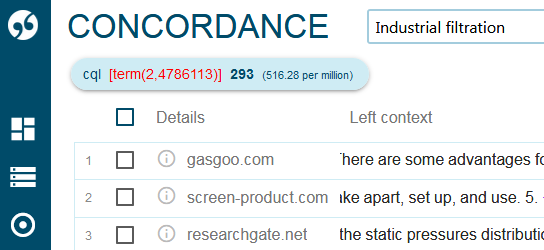 CONCORDANCE
Industrial filtration
cql [term(2,4786113)] 293 (516.28 per million)
Details Left context
1 gasgoo.com here are some advantages fo
2 screen-product.com ake apart, set up, and use. 5.
3 researchgate.net the static pressures distributio